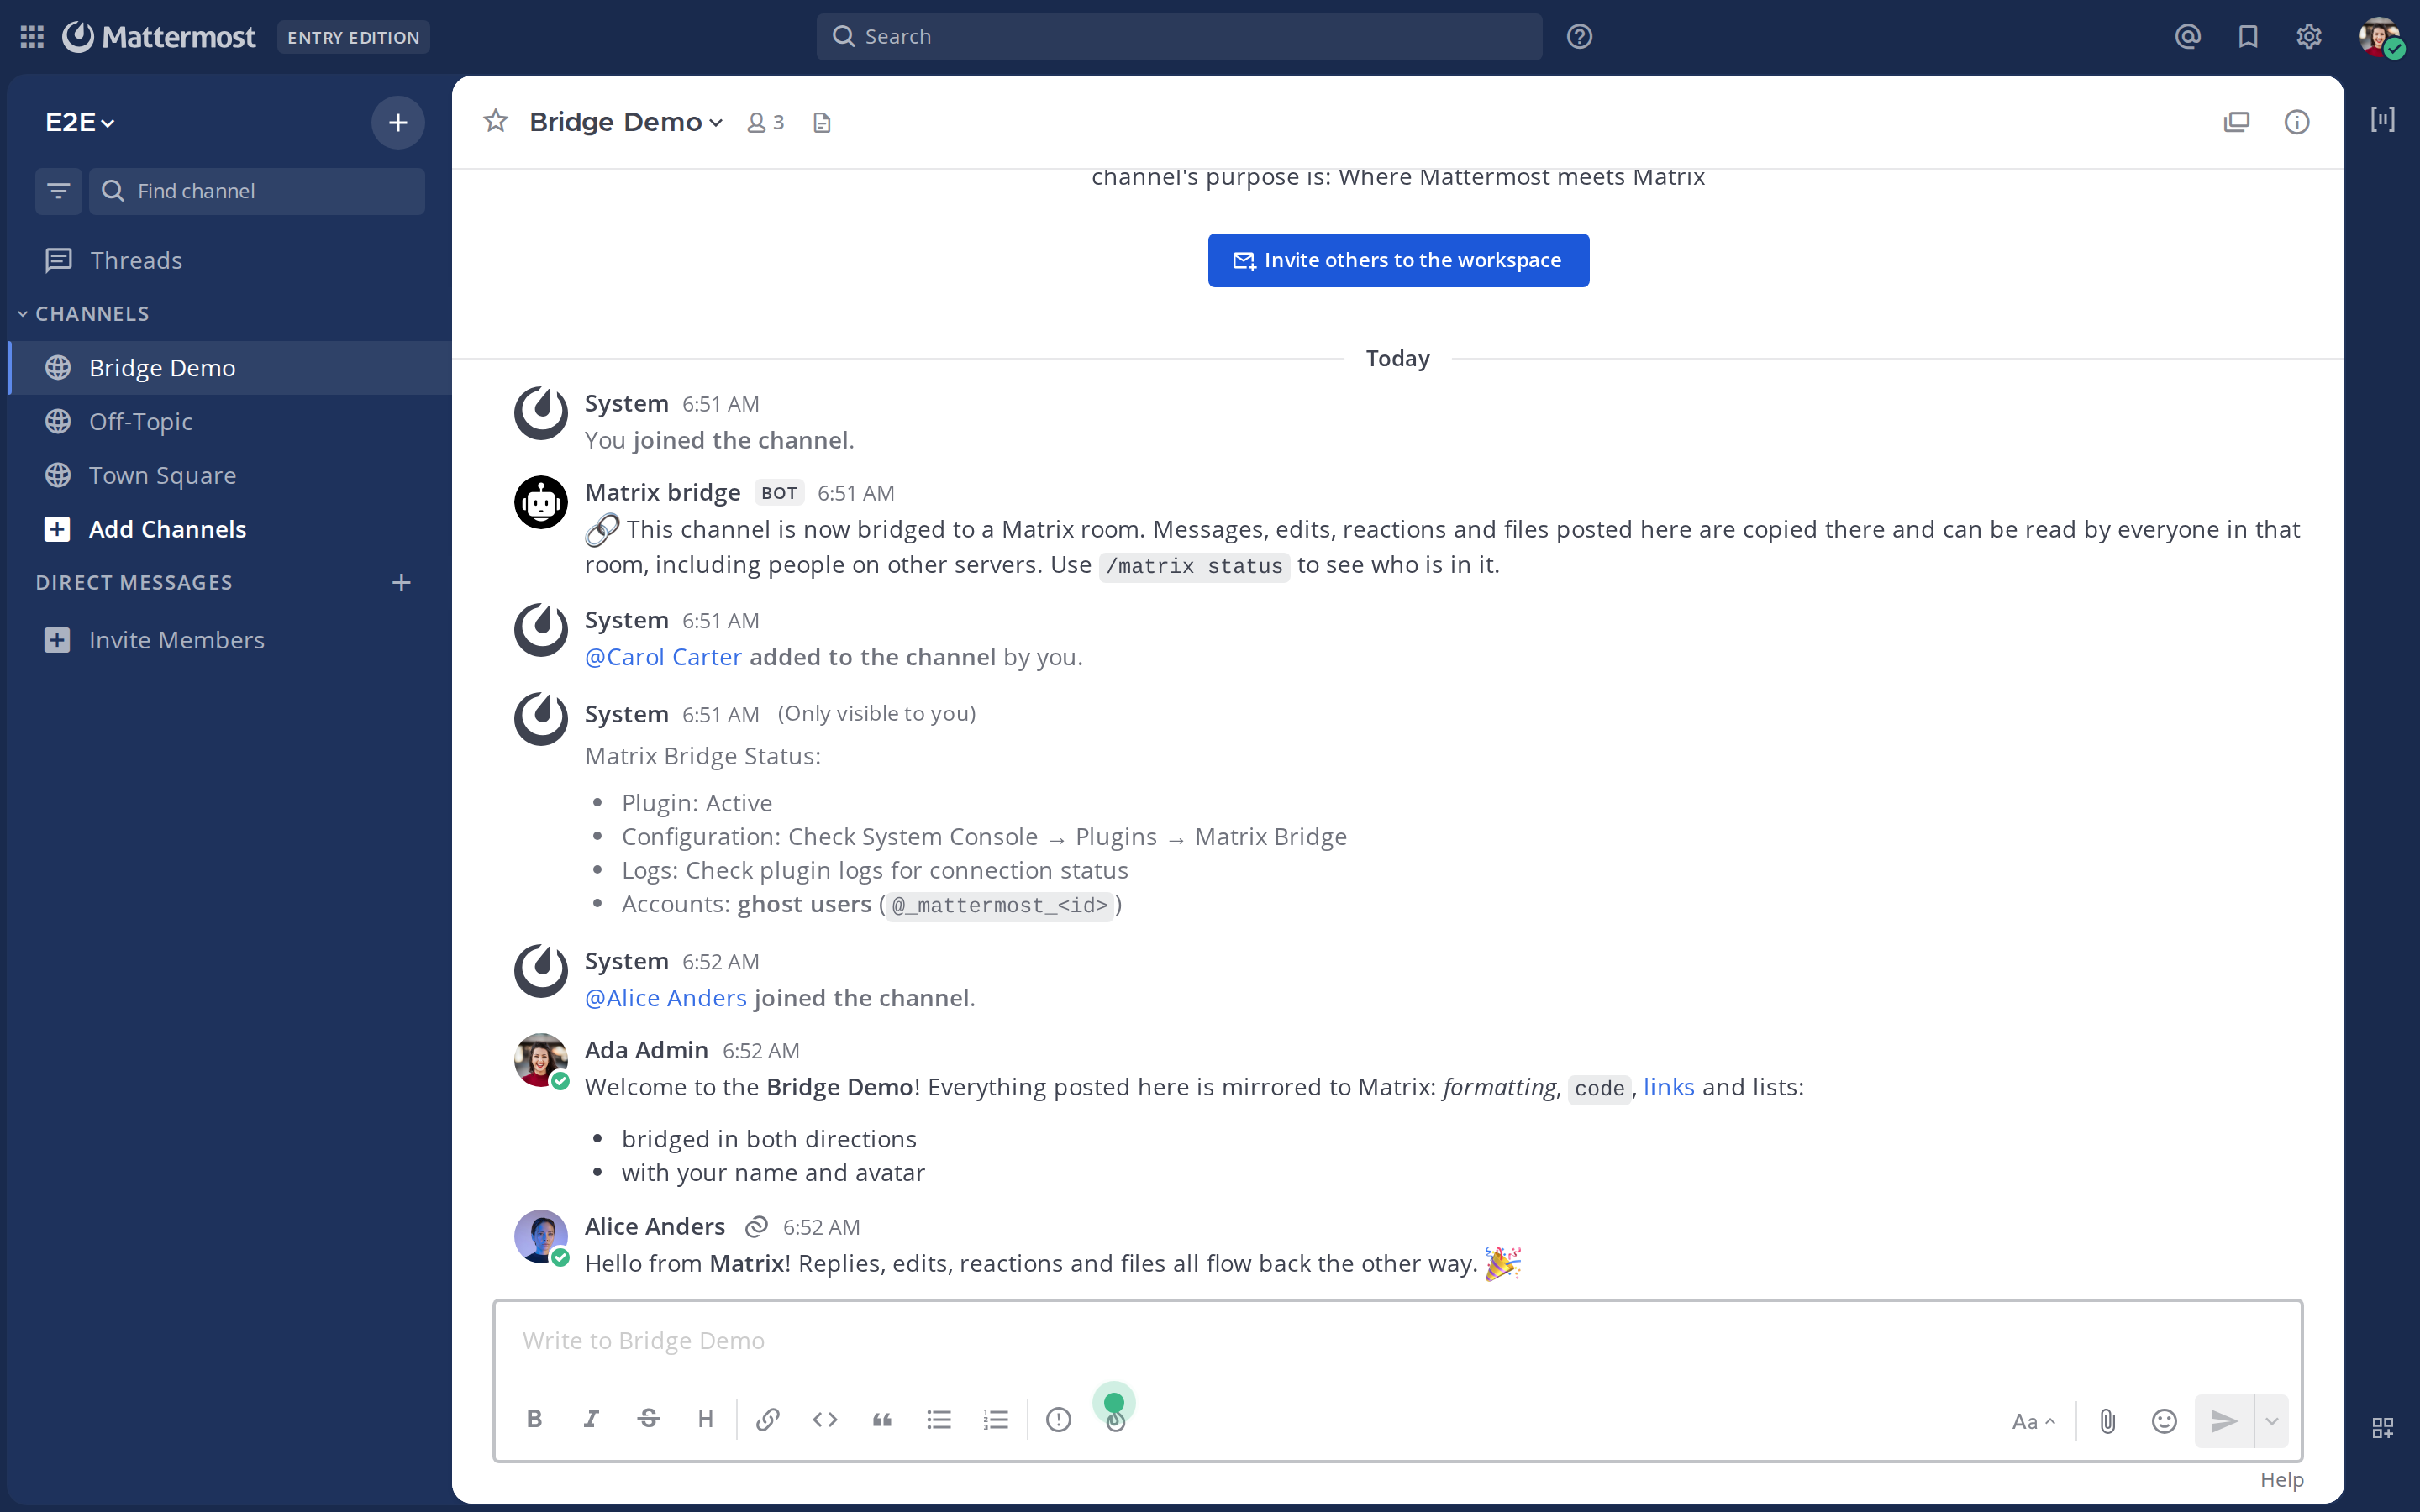 Mattermost ENTRY EDITION
Search
E2E
Find channel
Threads
CHANNELS
Bridge Demo
Off-Topic
Town Square
Add Channels
DIRECT MESSAGES
Invite Members
Bridge Demo 3
channel's purpose is: Where Mattermost meets Matrix
Invite others to the workspace
Today
System 6:51 AM
You joined the channel.
Matrix bridge BOT 6:51 AM
This channel is now bridged to a Matrix room. Messages, edits, reactions and files posted here are copied there and can be read by everyone in that
room, including people on other servers. Use /matrix status to see who is in it.
System 6:51 AM
@Carol Carter added to the channel by you.
System 6:51 AM (Only visible to you)
Matrix Bridge Status:
• Plugin: Active
• Configuration: Check System Console → Plugins → Matrix Bridge
• Logs: Check plugin logs for connection status
• Accounts: ghost users (@_mattermost_<id>)
System 6:52 AM
@Alice Anders joined the channel.
Ada Admin 6:52 AM
Welcome to the Bridge Demo! Everything posted here is mirrored to Matrix: formatting, code, links and lists:
• bridged in both directions
• with your name and avatar
Alice Anders 6:52 AM
Hello from Matrix! Replies, edits, reactions and files all flow back the other way. 🎉
Write to Bridge Demo
B I S H Aa
Help